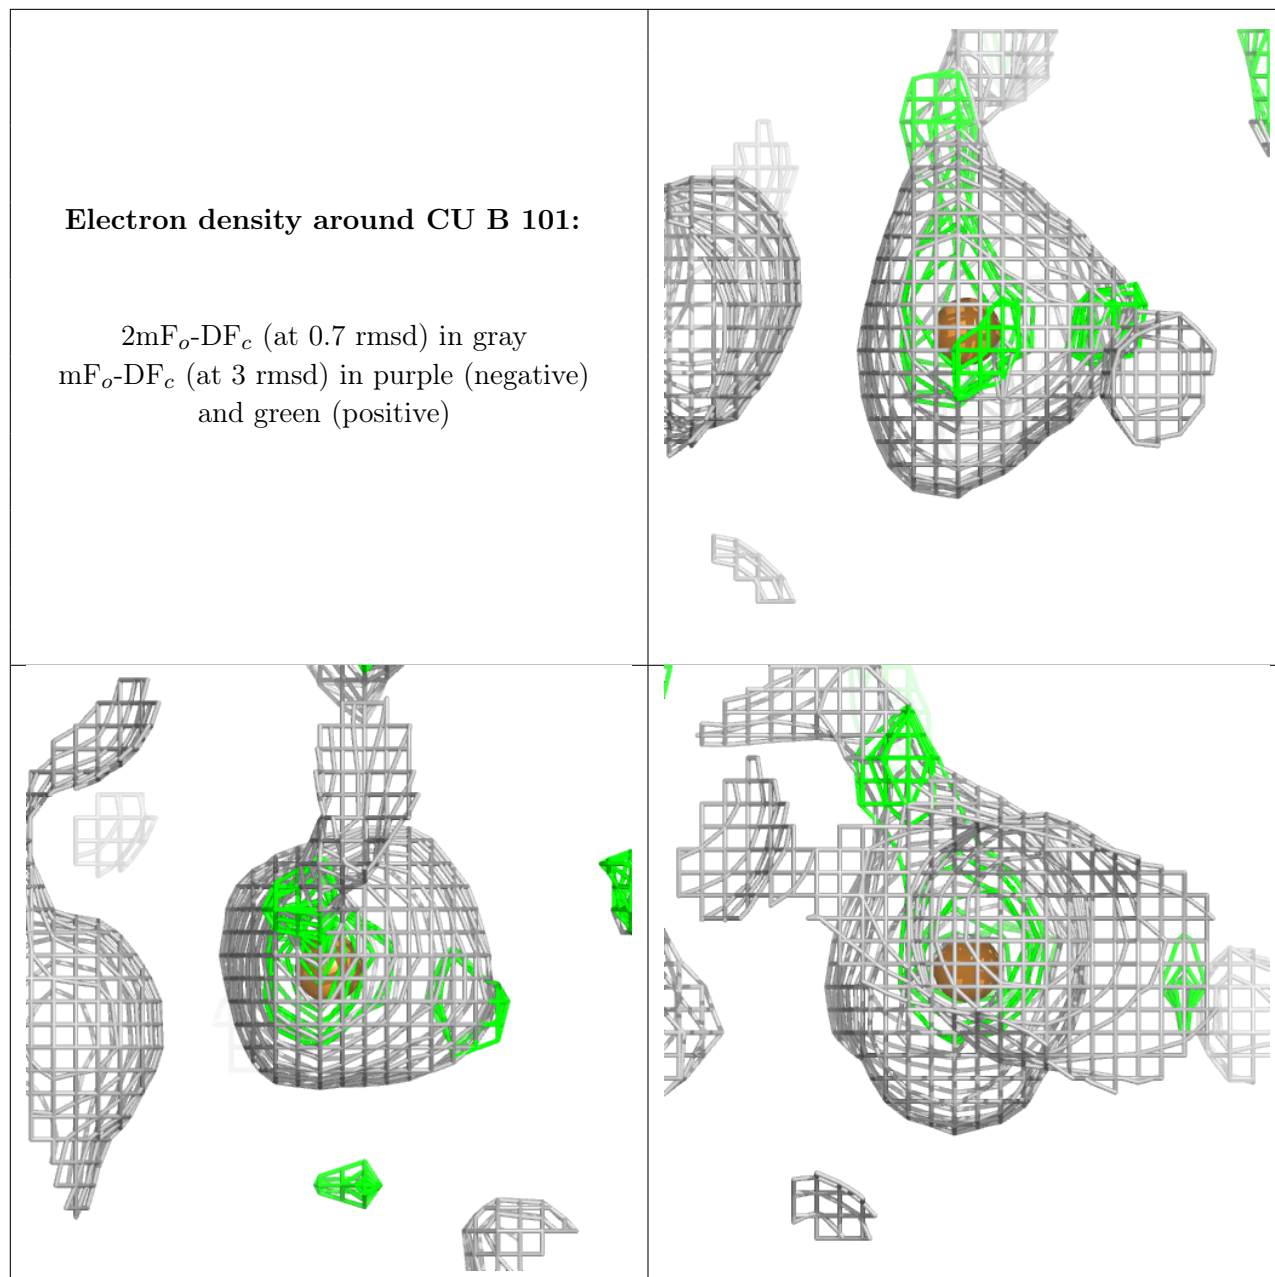 Electron density around CU B 101:
2mFₒ-DF𝒸 (at 0.7 rmsd) in gray
mFₒ-DF𝒸 (at 3 rmsd) in purple (negative)
and green (positive)